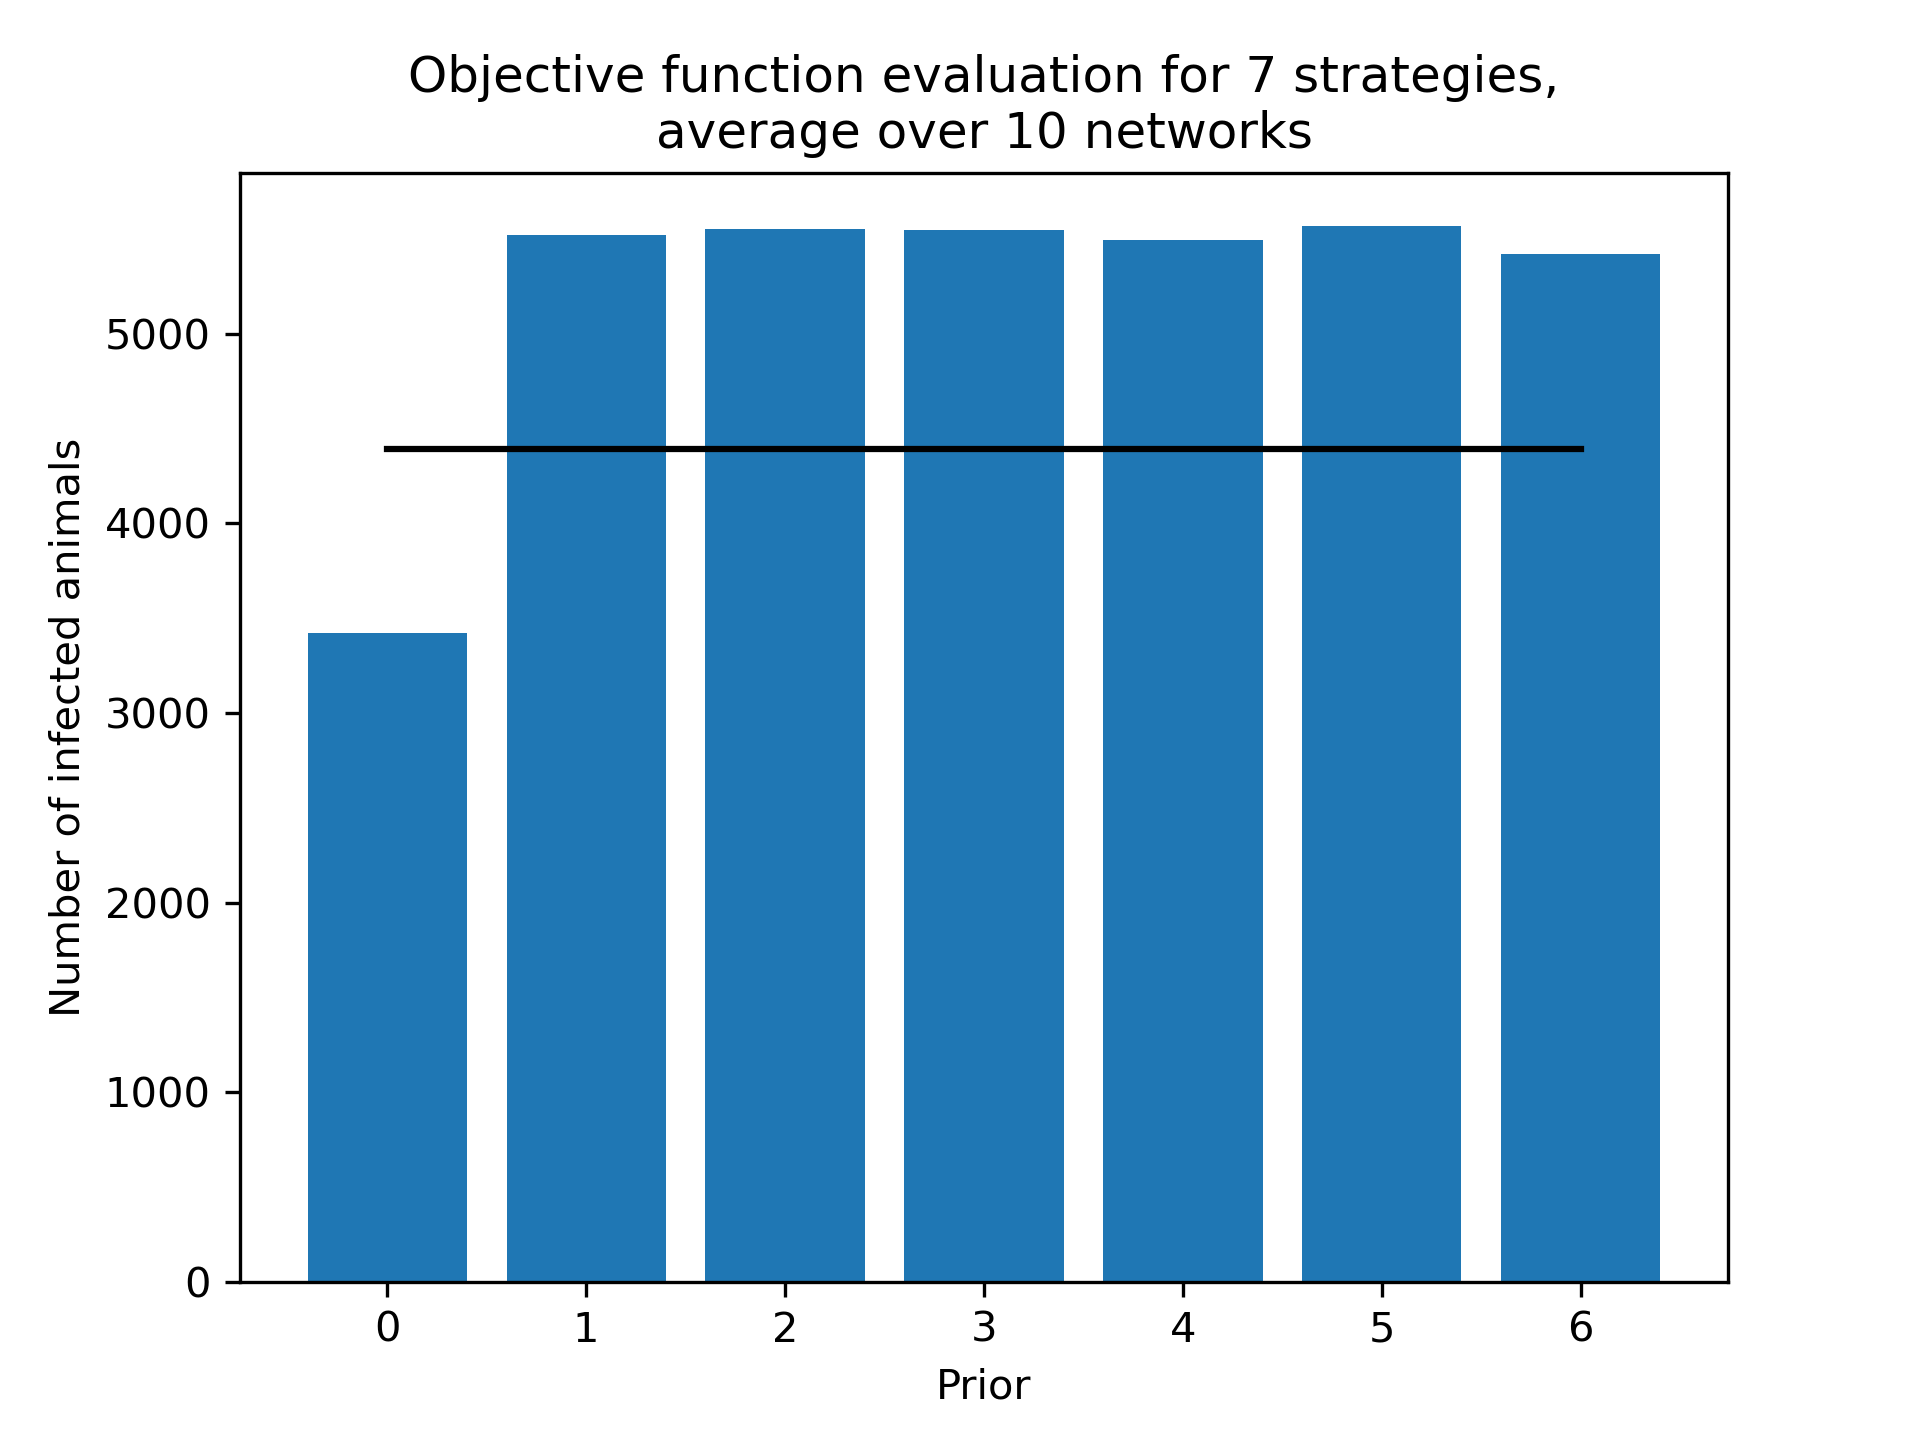 Objective function evaluation for 7 strategies,
average over 10 networks
Number of infected animals
5000
4000
3000
2000
1000
0
0 1 2 3 4 5 6
Prior